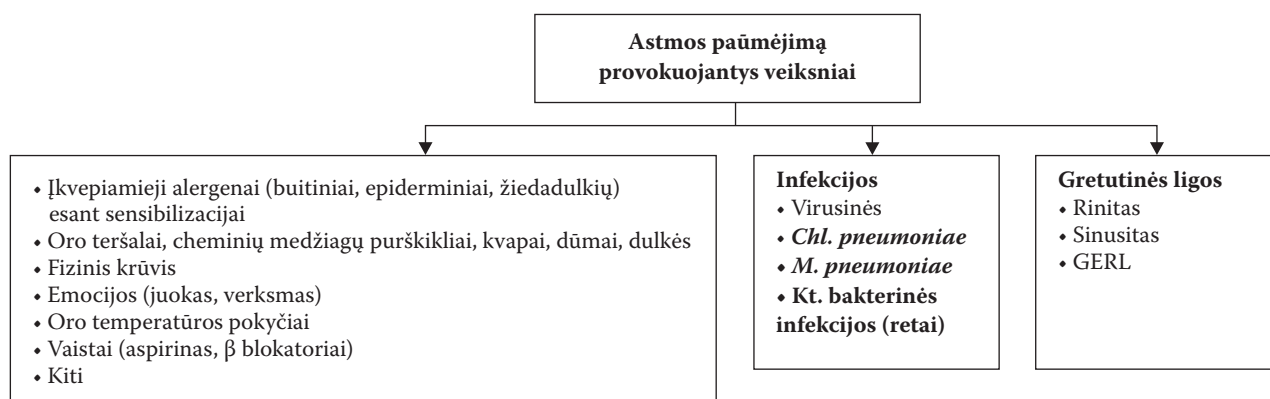 Astmos paūmėjimą
provokuojantys veiksniai
• Įkvepiamieji alergenai (buitiniai, epiderminiai, žiedadulkių)
esant sensibilizacijai
• Oro teršalai, cheminių medžiagų purškikliai, kvapai, dūmai, dulkės
• Fizinis krūvis
• Emocijos (juokas, verksmas)
• Oro temperatūros pokyčiai
• Vaistai (aspirinas, β blokatoriai)
• Kiti
Infekcijos
• Virusinės
• Chl. pneumoniae
• M. pneumoniae
• Kt. bakterinės
infekcijos (retai)
Gretutinės ligos
• Rinitas
• Sinusitas
• GERL